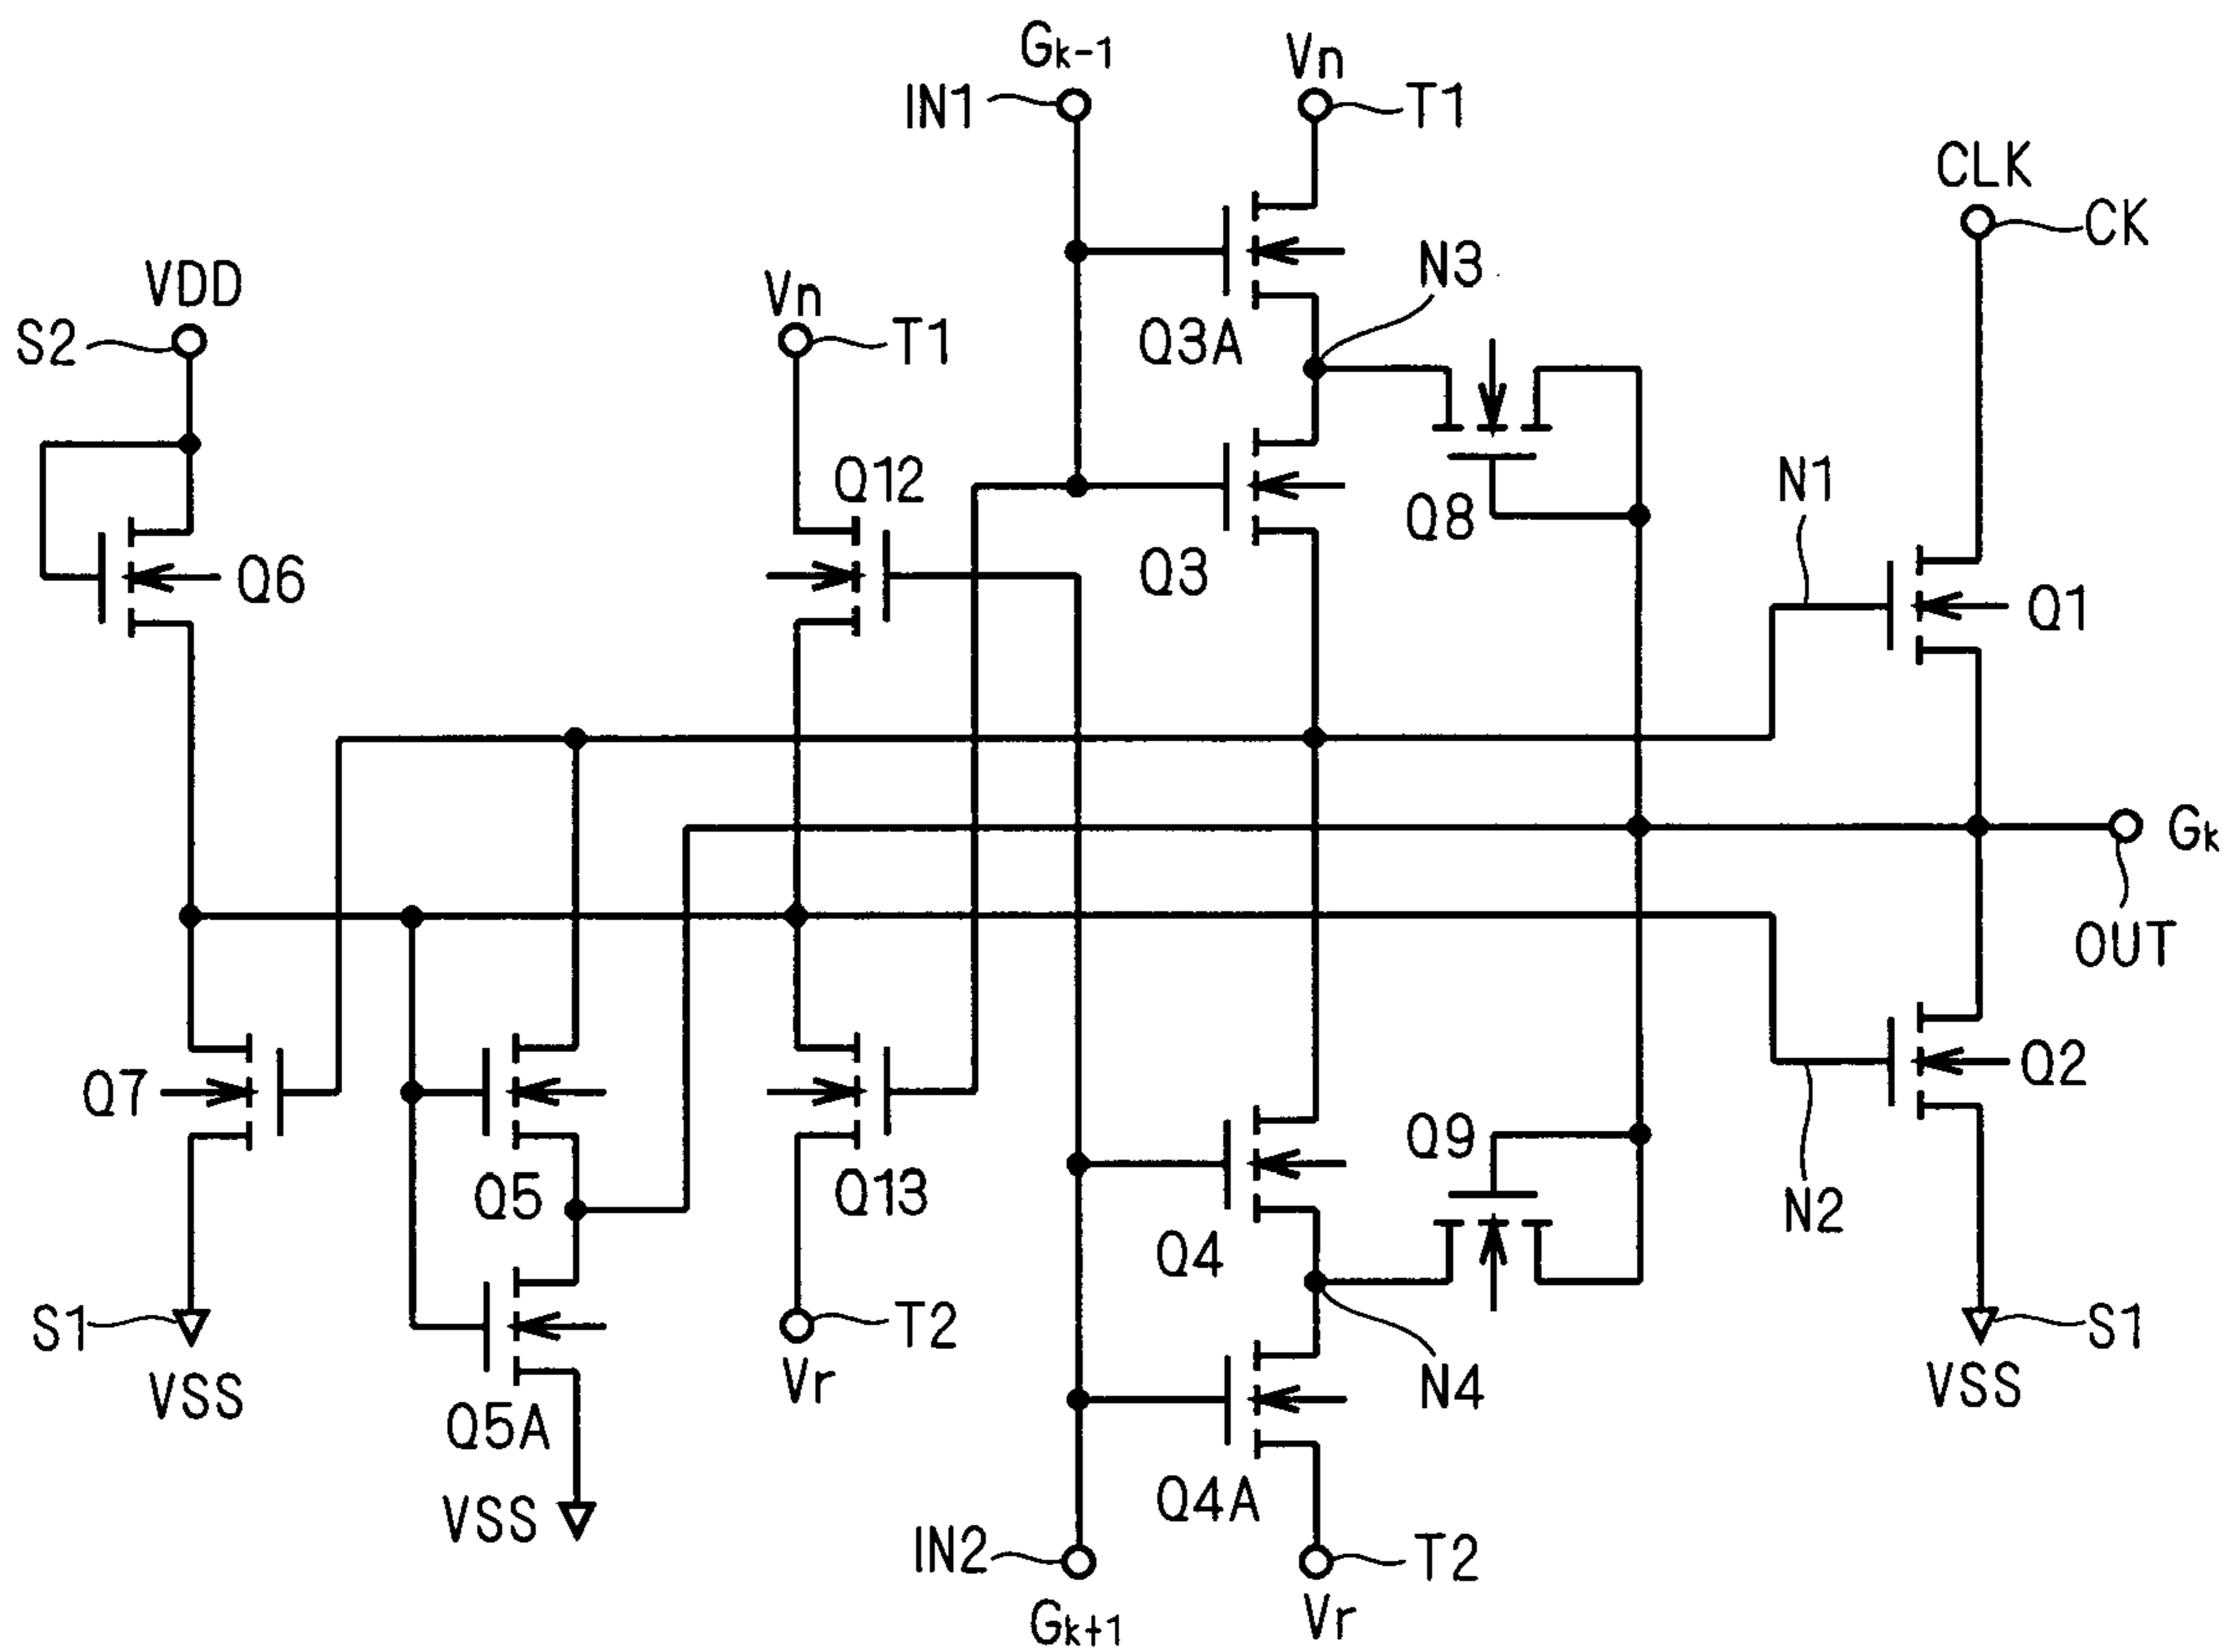 Gk-1
Vn
IN1
T1
CLK
CK
VDD
S2
Vn
T1
Q3A
N3
Q12
Q8
N1
Q6
Q3
Q1
Gk
OUT
Q7
Q5
Q13
Q9
Q2
Q4
N2
S1
VSS
Q5A
T2
Vr
N4
S1
VSS
VSS
Q4A
IN2
T2
Gk+1
Vr